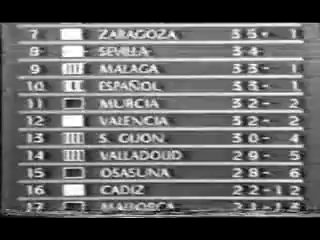 7 ZARAGOZA 35- 1
8 SEVILLA 34
9 MALAGA 33- 1
10 ESPAÑOL 33- 1
11 MURCIA 32- 2
12 VALENCIA 32- 2
13 S. GIJON 30- 4
14 VALLADOLID 29- 5
15 OSASUNA 28- 6
16 CADIZ 22-12
17 MALLORCA